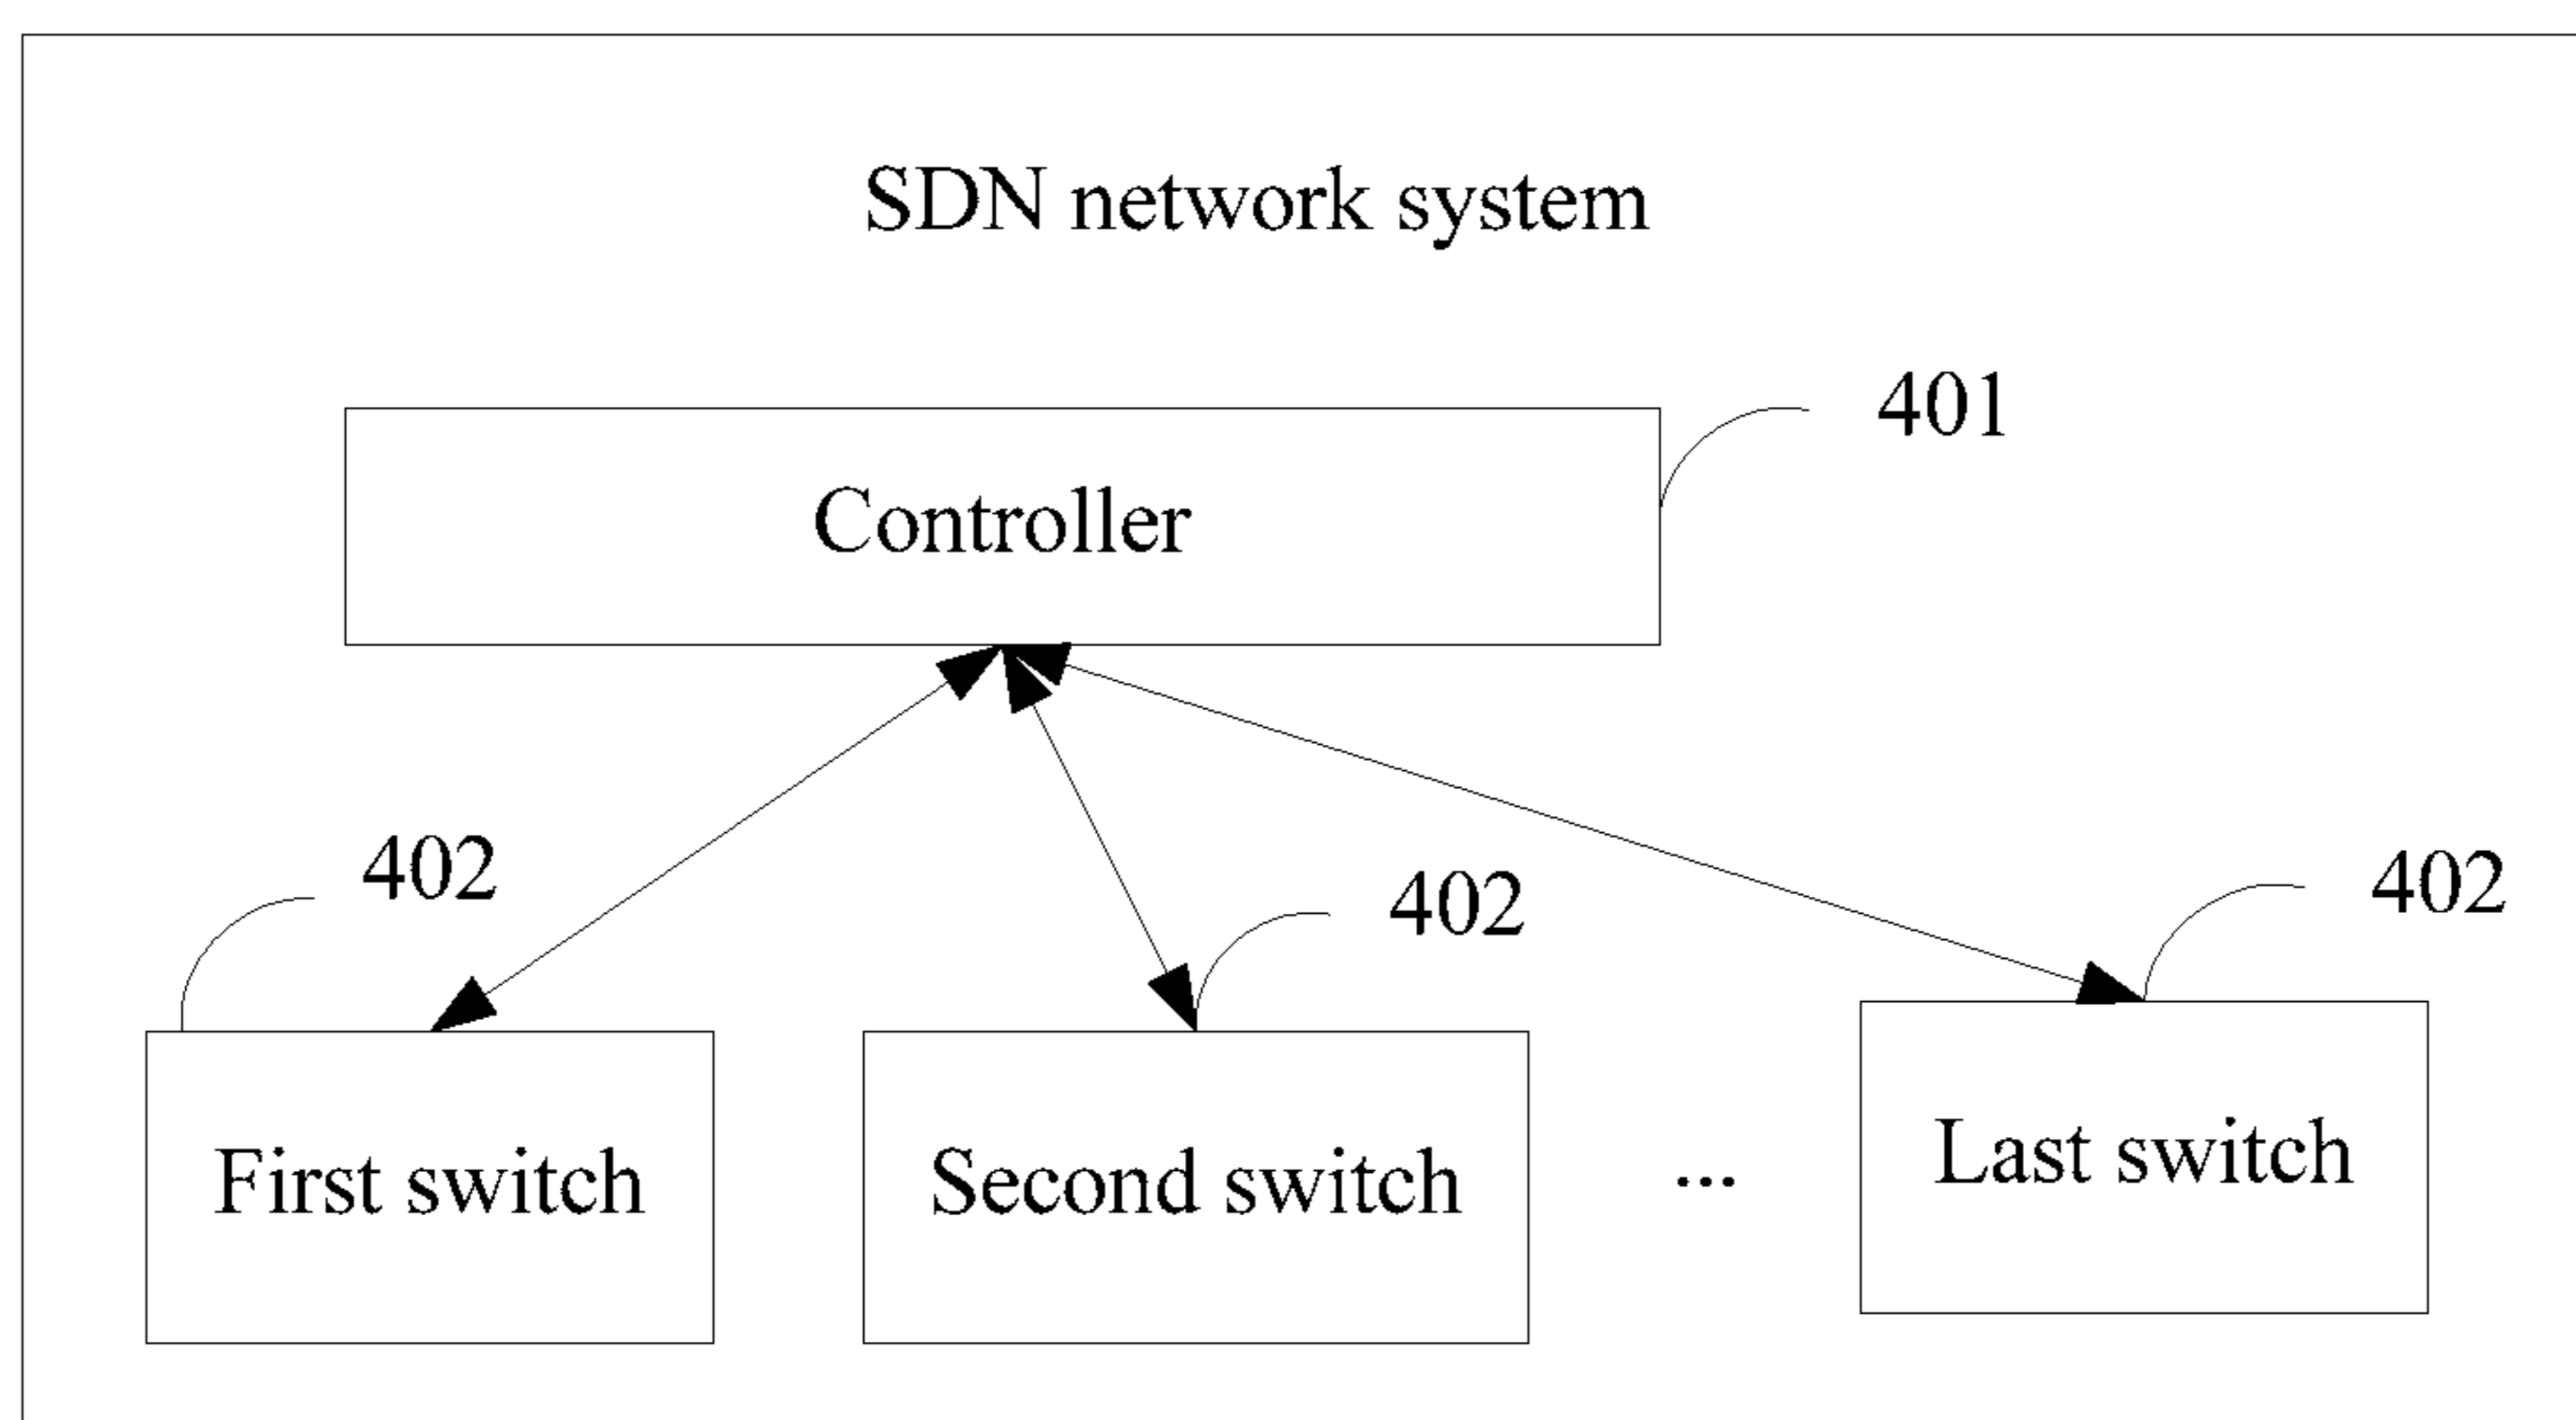 SDN network system
401
Controller
402
402
402
First switch
Second switch
...
Last switch